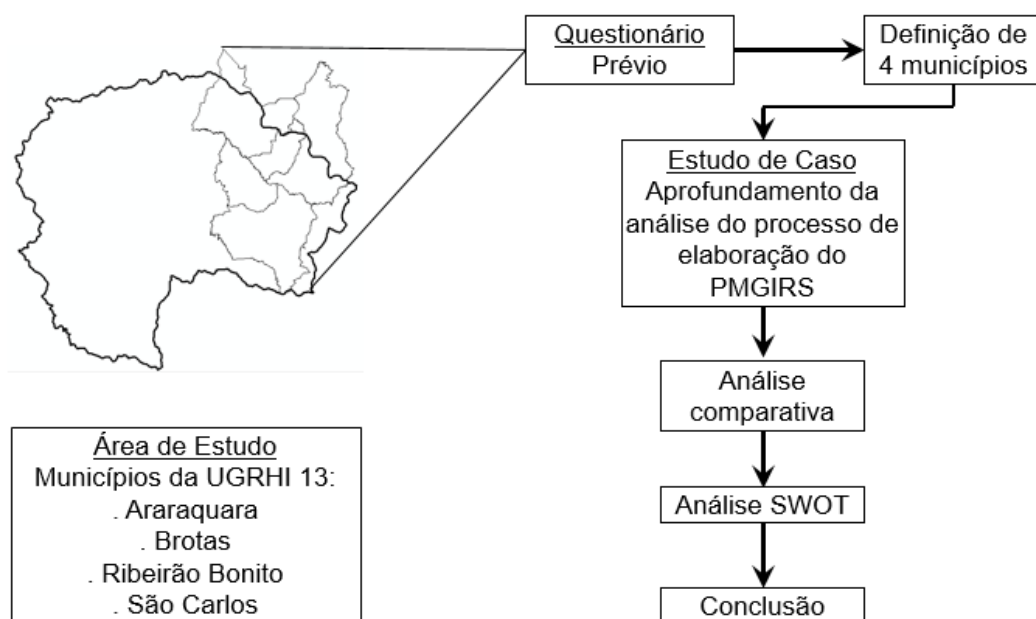 Questionário
Prévio
Definição de
4 municípios
Estudo de Caso
Aprofundamento da
análise do processo de
elaboração do
PMGIRS
Análise
comparativa
Análise SWOT
Conclusão
Área de Estudo
Municípios da UGRHI 13:
. Araraquara
. Brotas
. Ribeirão Bonito
. São Carlos